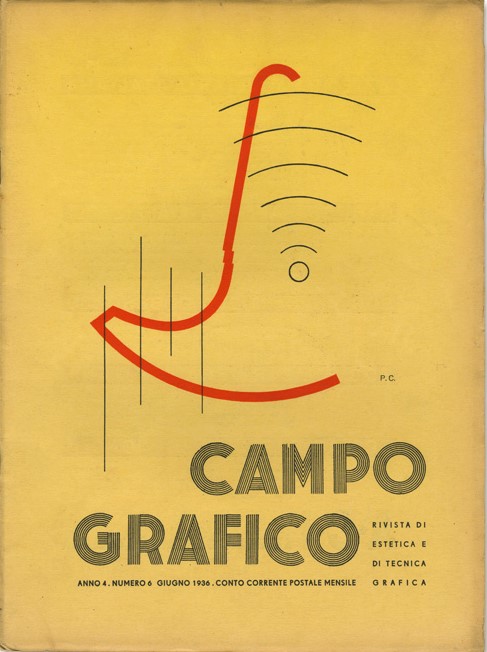 P.C.
CAMPO
GRAFICO
RIVISTA DI
ESTETICA E
DI TECNICA
GRAFICA
ANNO 4. NUMERO 6 GIUGNO 1936. CONTO CORRENTE POSTALE MENSILE